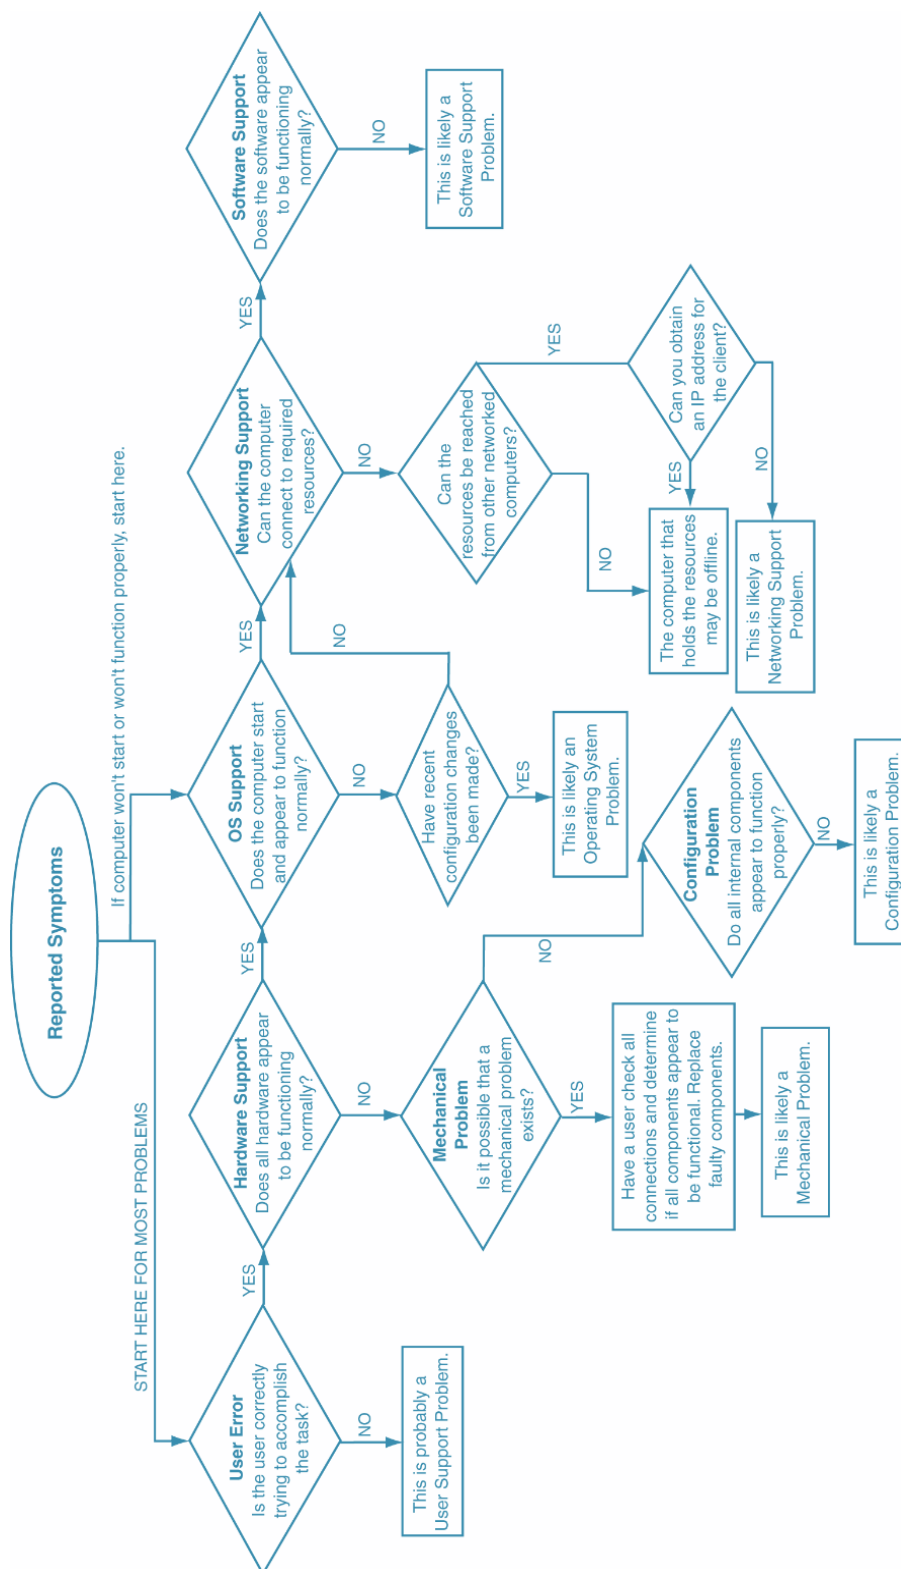 Reported Symptoms
START HERE FOR MOST PROBLEMS
If computer won't start or won't function properly, start here.
User Error
Is the user correctly
trying to accomplish
the task?
YES
NO
This is probably a
User Support Problem.
Hardware Support
Does all hardware appear
to be functioning
normally?
YES
NO
Mechanical
Problem
Is it possible that a
mechanical problem
exists?
YES
NO
Have a user check all
connections and determine
if all components appear to
be functional. Replace
faulty components.
This is likely a
Mechanical Problem.
Configuration
Problem
Do all internal components
appear to function
properly?
NO
This is likely a
Configuration Problem.
OS Support
Does the computer start
and appear to function
normally?
YES
NO
Have recent
configuration changes
been made?
NO
YES
This is likely an
Operating System
Problem.
Networking Support
Can the computer
connect to required
resources?
YES
NO
Can the
resources be reached
from other networked
computers?
YES
NO
Can you obtain
an IP address for
the client?
YES
NO
The computer that
holds the resources
may be offline.
This is likely a
Networking Support
Problem.
Software Support
Does the software appear
to be functioning
normally?
NO
This is likely a
Software Support
Problem.